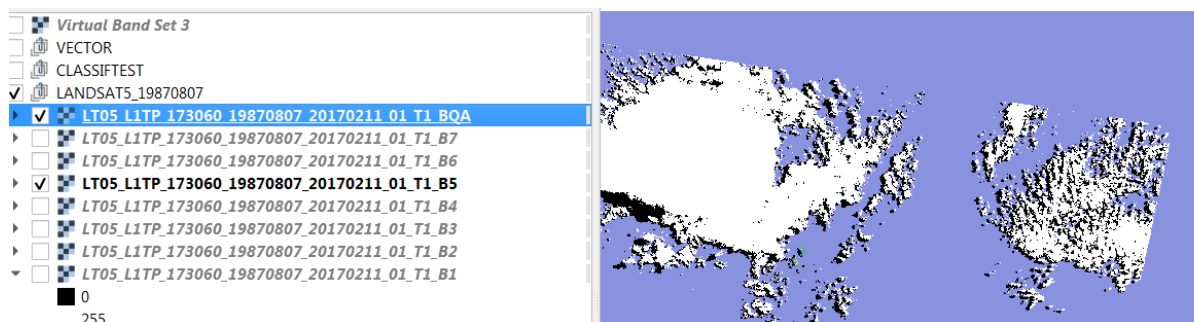 Virtual Band Set 3
VECTOR
CLASSIFTEST
LANDSAT5_19870807
LT05_L1TP_173060_19870807_20170211_01_T1_BQA
LT05_L1TP_173060_19870807_20170211_01_T1_B7
LT05_L1TP_173060_19870807_20170211_01_T1_B6
LT05_L1TP_173060_19870807_20170211_01_T1_B5
LT05_L1TP_173060_19870807_20170211_01_T1_B4
LT05_L1TP_173060_19870807_20170211_01_T1_B3
LT05_L1TP_173060_19870807_20170211_01_T1_B2
LT05_L1TP_173060_19870807_20170211_01_T1_B1
0
255